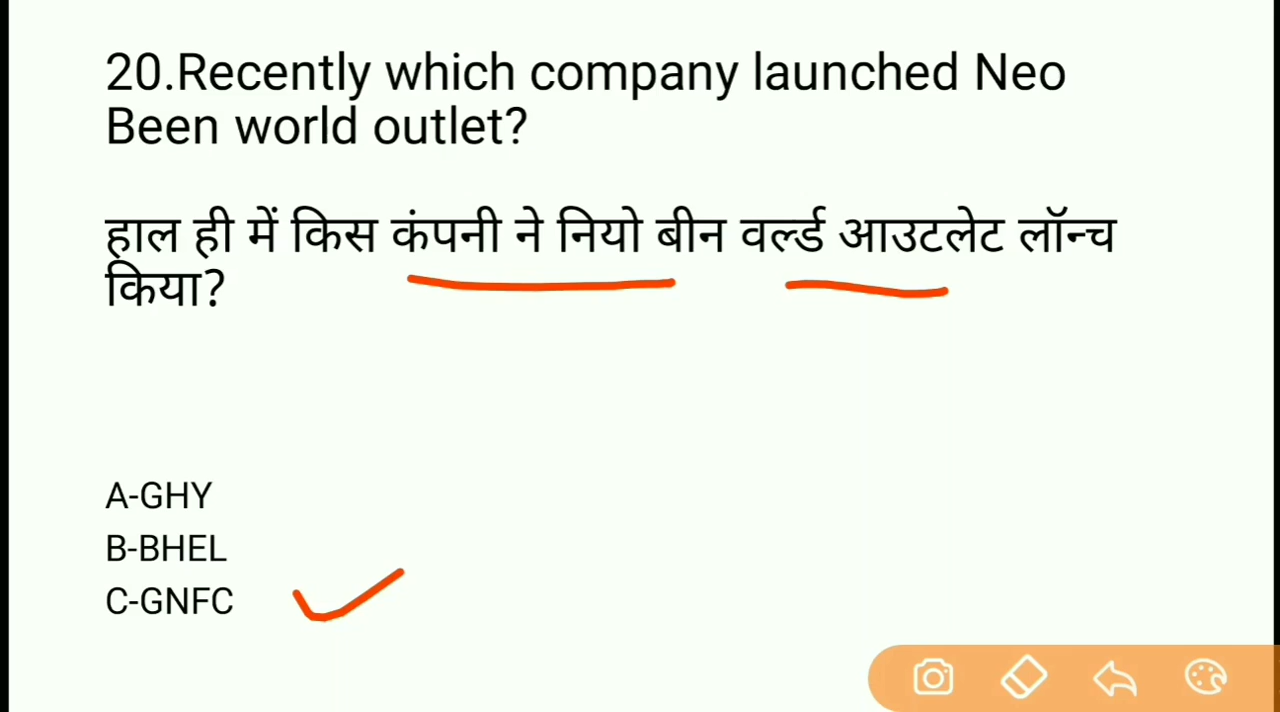 20.Recently which company launched Neo
Been world outlet?
हाल ही में किस कंपनी ने नियो बीन वर्ल्ड आउटलेट लॉन्च
किया?
A-GHY
B-BHEL
C-GNFC